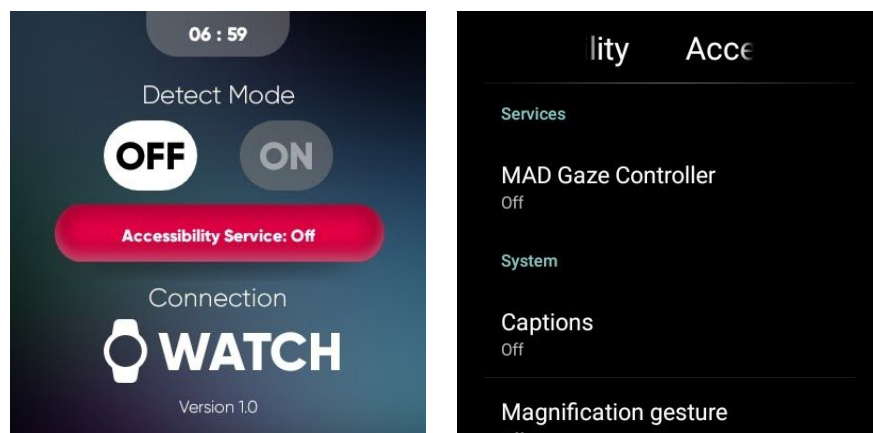 06 : 59
Detect Mode
OFF ON
Accessibility Service: Off
Connection
WATCH
Version 1.0
lity Acce
Services
MAD Gaze Controller
Off
System
Captions
Off
Magnification gesture